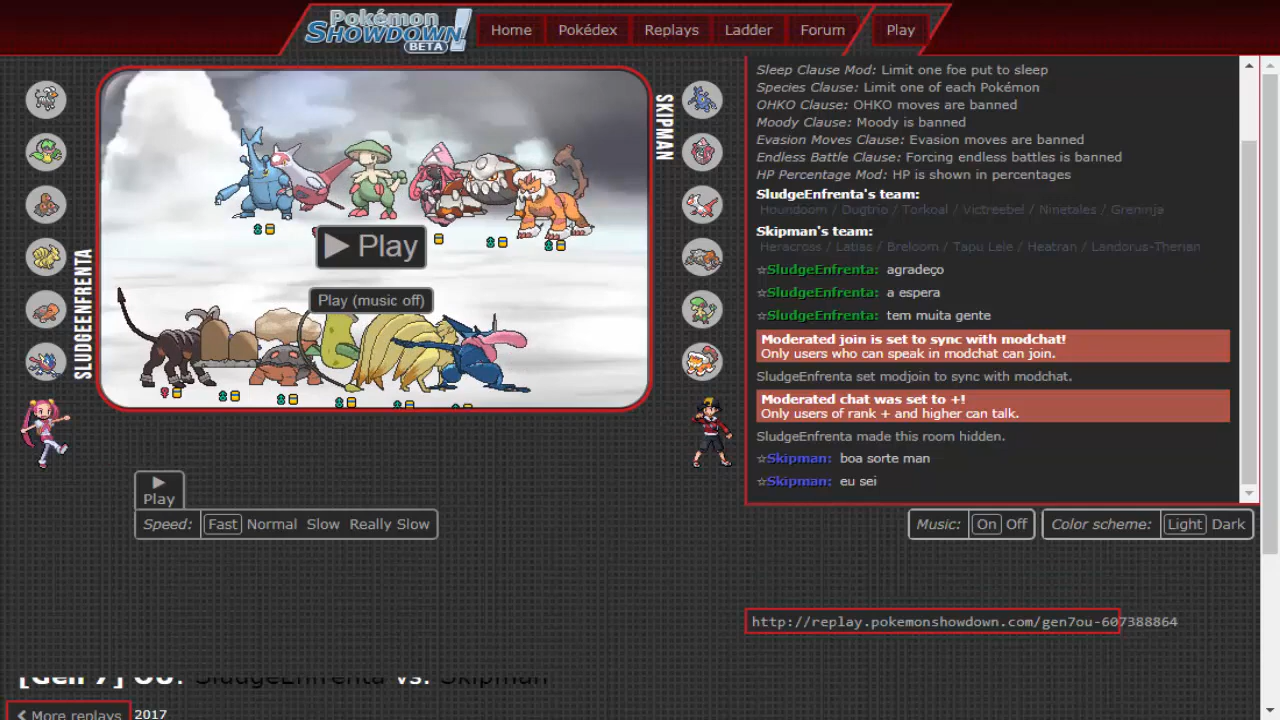 Pokémon
SHOWDOWN!
BETA
Home
Pokédex
Replays
Ladder
Forum
Play
SLUDGEENFRENTA
SKIPMAN
Play
Play (music off)
Play
Speed: Fast Normal Slow Really Slow
Sleep Clause Mod: Limit one foe put to sleep
Species Clause: Limit one of each Pokémon
OHKO Clause: OHKO moves are banned
Moody Clause: Moody is banned
Evasion Moves Clause: Evasion moves are banned
Endless Battle Clause: Forcing endless battles is banned
HP Percentage Mod: HP is shown in percentages
SludgeEnfrenta's team:
Houndoom / Dugtrio / Torkoal / Victreebel / Ninetales / Greninja
Skipman's team:
Heracross / Latias / Breloom / Tapu Lele / Heatran / Landorus-Therian
☆SludgeEnfrenta: agradeço
☆SludgeEnfrenta: a espera
☆SludgeEnfrenta: tem muita gente
Moderated join is set to sync with modchat!
Only users who can speak in modchat can join.
SludgeEnfrenta set modjoin to sync with modchat.
Moderated chat was set to +!
Only users of rank + and higher can talk.
SludgeEnfrenta made this room hidden.
☆Skipman: boa sorte man
☆Skipman: eu sei
Music: On Off
Color scheme: Light Dark
http://replay.pokemonshowdown.com/gen7ou-607388864
[Gen 7] OU: SludgeEnfrenta vs. Skipman
More replays
2017